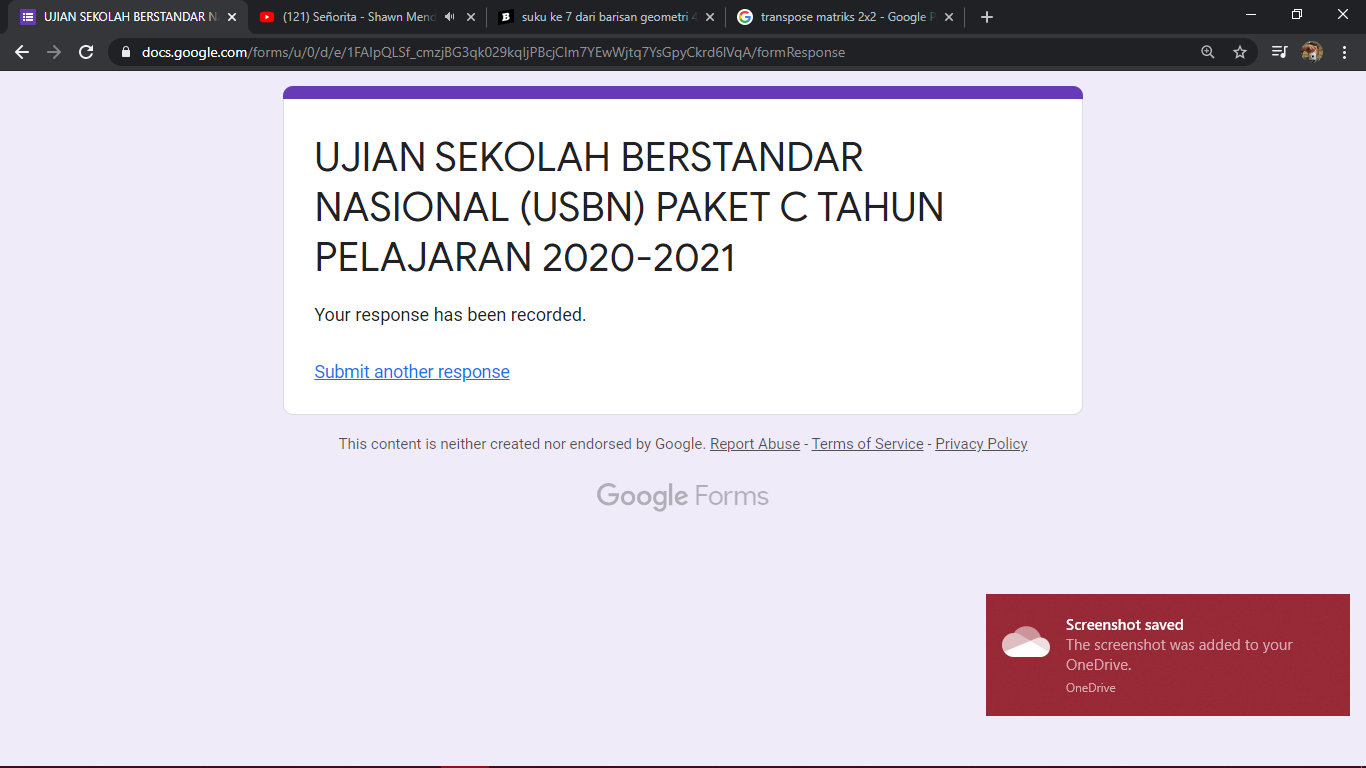 UJIAN SEKOLAH BERSTANDAR N
(121) Señorita - Shawn Mend
suku ke 7 dari barisan geometri 4
transpose matriks 2x2 - Google P
docs.google.com/forms/u/0/d/e/1FAIpQLSf_cmzjBG3qk029kqIjPBcjCIm7YEwWjtq7YsGpyCkrd6lVqA/formResponse
UJIAN SEKOLAH BERSTANDAR
NASIONAL (USBN) PAKET C TAHUN
PELAJARAN 2020-2021
Your response has been recorded.
Submit another response
This content is neither created nor endorsed by Google. Report Abuse - Terms of Service - Privacy Policy
Google Forms
Screenshot saved
The screenshot was added to your
OneDrive.
OneDrive